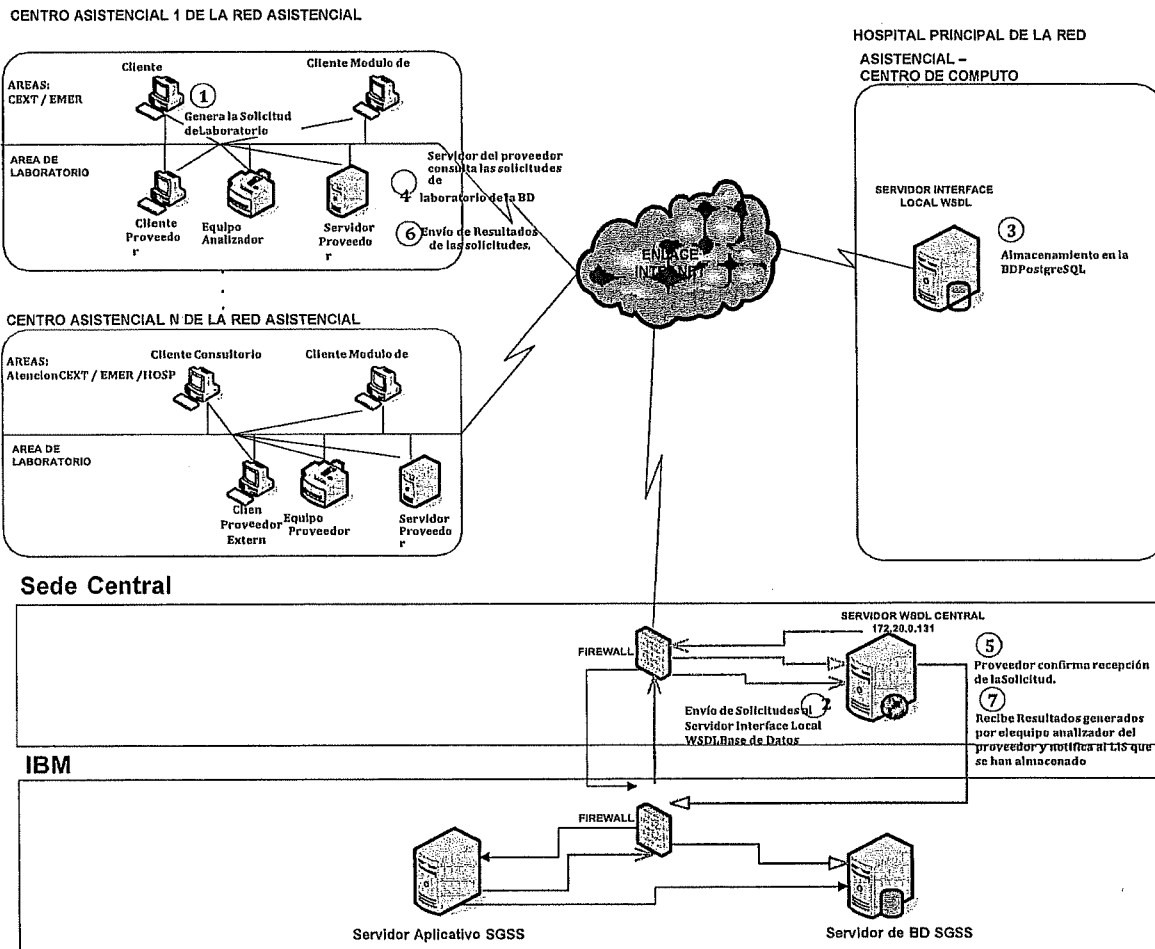 CENTRO ASISTENCIAL 1 DE LA RED ASISTENCIAL
AREAS:
CEXT / EMER
Cliente
1
Genera la Solicitud
deLaboratorio
Cliente Modulo de
AREA DE
LABORATORIO
Cliente
Proveedo
r
Equipo
Analizador
Servidor
Proveedo
r
Servidor del proveedor
consulta las solicitudes
de
4
laboratorio de la BD
6
Envío de Resultados
de las solicitudes.
CENTRO ASISTENCIAL N DE LA RED ASISTENCIAL
AREAS:
AtencionCEXT / EMER /HOSP
Cliente Consultorio
Cliente Modulo de
AREA DE
LABORATORIO
Clien
Proveedor
Extern
Equipo
Proveedor
Servidor
Proveedo
r
ENLACE
HOSPITAL PRINCIPAL DE LA RED
ASISTENCIAL –
CENTRO DE COMPUTO
SERVIDOR INTERFACE
LOCAL WSDL
3
Almacenamiento en la
BDPostgreSQL
Sede Central
FIREWALL
SERVIDOR WSDL CENTRAL
172.20.0.131
Envío de Solicitudes al
2
Servidor Interface Local
WSDLBase de Datos
5
Proveedor confirma recepción
de laSolicitud.
7
Recibe Resultados generados
por elequipo analizador del
proveedor y notifica al LIS que
se han almacenado
IBM
FIREWALL
Servidor Aplicativo SGSS
Servidor de BD SGSS